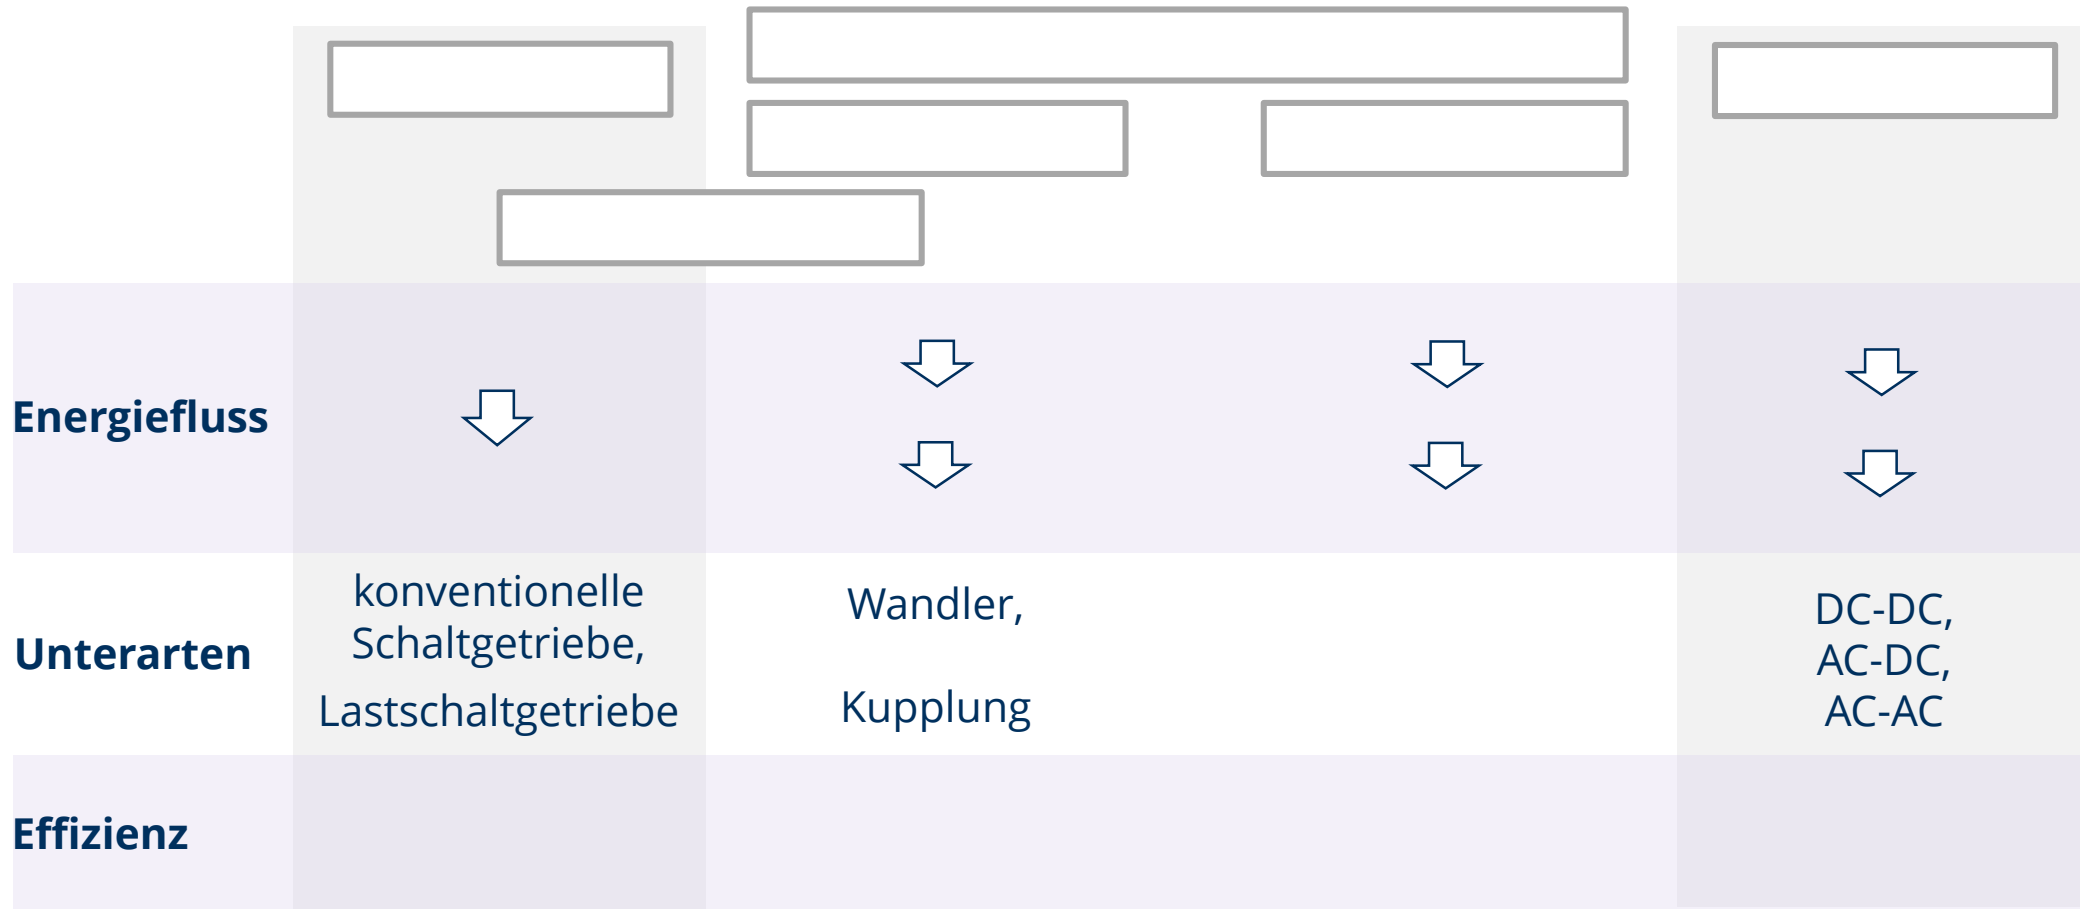 Energiefluss
Unterarten
konventionelle
Schaltgetriebe,
Lastschaltgetriebe
Wandler,
Kupplung
DC-DC,
AC-DC,
AC-AC
Effizienz